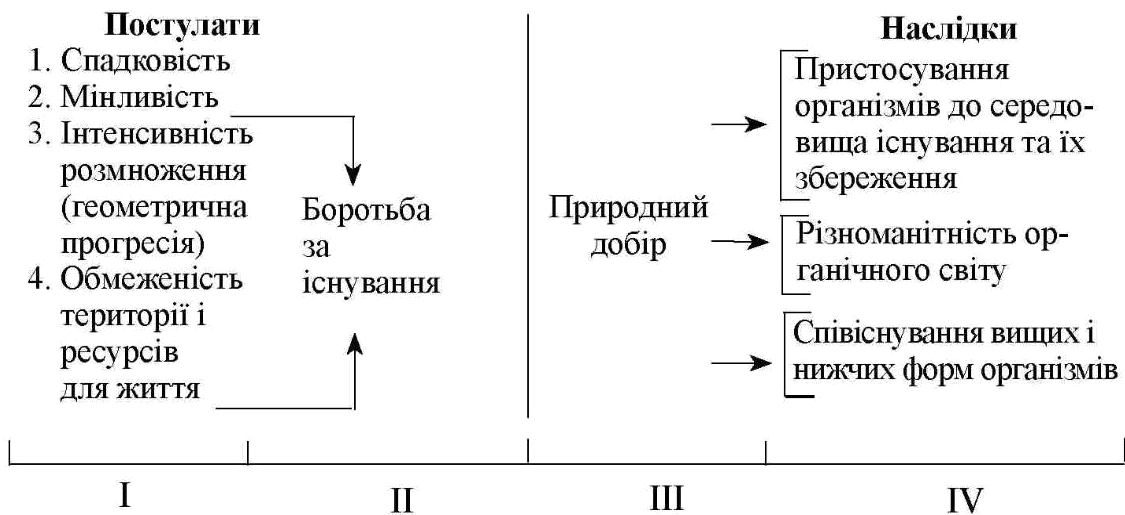 Постулати
1. Спадковість
2. Мінливість
3. Інтенсивність
розмноження
(геометрична
прогресія)
4. Обмеженість
території і
ресурсів
для життя
Боротьба
за
існування
Природний
добір
Наслідки
Пристосування
організмів до середо-
вища існування та їх
збереження
Різноманітність ор-
ганічного світу
Співіснування вищих і
нижчих форм організмів
I
II
III
IV